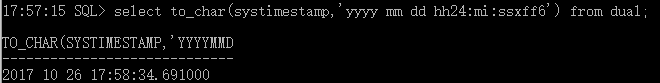 17:57:15 SQL> select to_char(systimestamp,'yyyy mm dd hh24:mi:ssxff6') from dual;
TO_CHAR(SYSTIMESTAMP,'YYYYMMD
-----------------------------
2017 10 26 17:58:34.691000